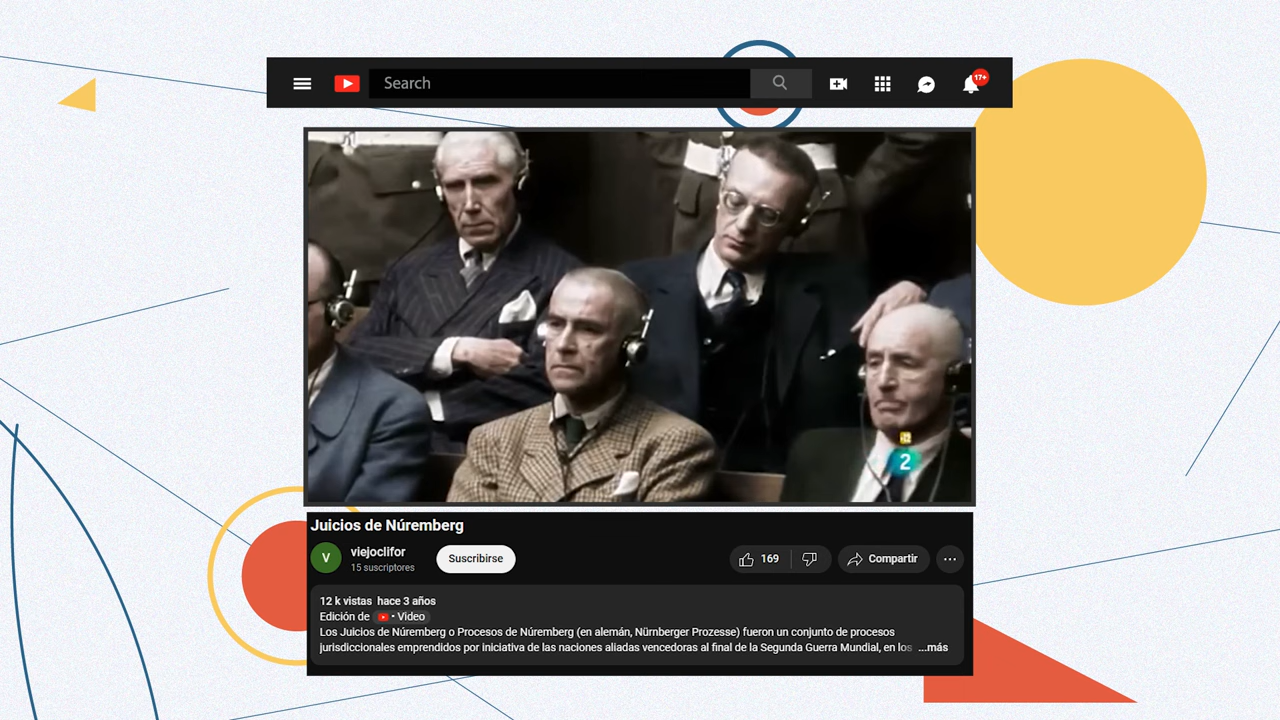 Search
17+
2
Juicios de Núremberg
V
viejoclifor
15 suscriptores
Suscribirse
169
Compartir
12 k vistas hace 3 años
Edición de • Video
Los Juicios de Núremberg o Procesos de Núremberg (en alemán, Nürnberger Prozesse) fueron un conjunto de procesos
jurisdiccionales emprendidos por iniciativa de las naciones aliadas vencedoras al final de la Segunda Guerra Mundial, en los ...más